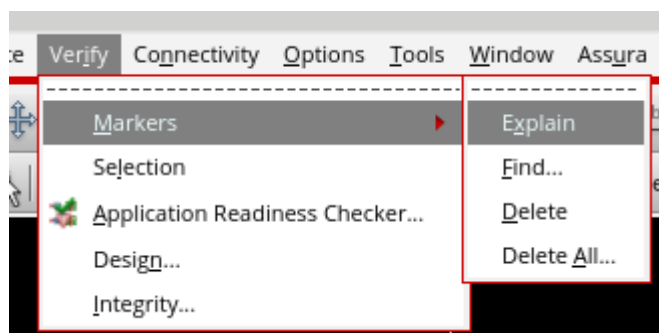 Verify Connectivity Options Tools Window Assura
Markers
Explain
Selection
Find...
Application Readiness Checker...
Delete
Design...
Delete All...
Integrity...